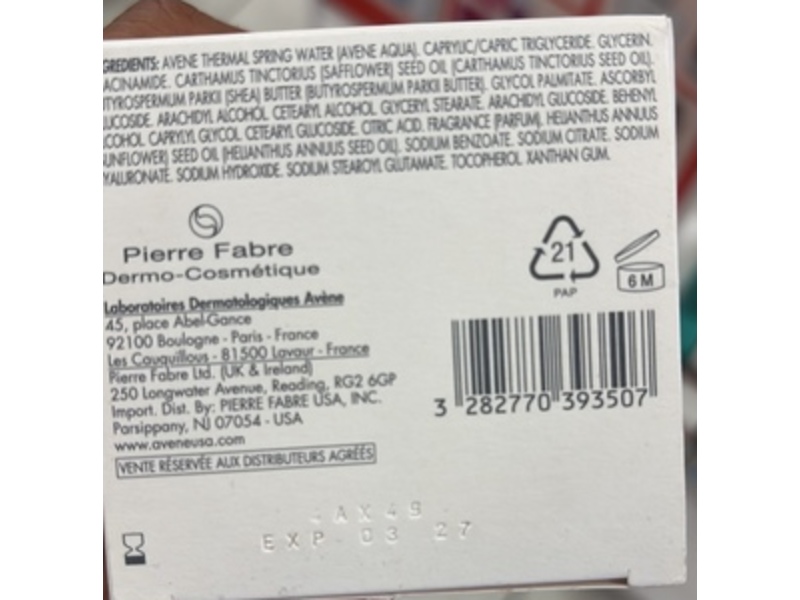 GREDIENTS: AVENE THERMAL SPRING WATER (AVENE AQUA). CAPRYLIC/CAPRIC TRIGLYCERIDE. GLYCERIN.
ACINAMIDE. CARTHAMUS TINCTORIUS (SAFFLOWER) SEED OIL (CARTHAMUS TINCTORIUS SEED OIL).
TYROSPERMUM PARKII (SHEA) BUTTER (BUTYROSPERMUM PARKII BUTTER). GLYCOL PALMITATE. ASCORBYL
UCOSIDE. ARACHIDYL ALCOHOL. CETEARYL ALCOHOL. GLYCERYL STEARATE. ARACHIDYL GLUCOSIDE. BEHENYL
COHOL. CAPRYLYL GLYCOL. CETEARYL GLUCOSIDE. CITRIC ACID. FRAGRANCE (PARFUM). HELIANTHUS ANNUUS
UNFLOWER) SEED OIL (HELIANTHUS ANNUUS SEED OIL). SODIUM BENZOATE. SODIUM CITRATE. SODIUM
YALURONATE. SODIUM HYDROXIDE. SODIUM STEAROYL GLUTAMATE. TOCOPHEROL. XANTHAN GUM.
Pierre Fabre
Dermo-Cosmétique
21
PAP
6 M
Laboratoires Dermatologiques Avène
45, place Abel-Gance
92100 Boulogne - Paris - France
Les Cauquillous - 81500 Lavaur - France
Pierre Fabre Ltd. (UK & Ireland)
250 Longwater Avenue, Reading, RG2 6GP
Import. Dist. By: PIERRE FABRE USA, INC.
Parsippany, NJ 07054 - USA
www.aveneusa.com
VENTE RÉSERVÉE AUX DISTRIBUTEURS AGRÉÉS
3 282770 393507
AX49
EXP 03 27